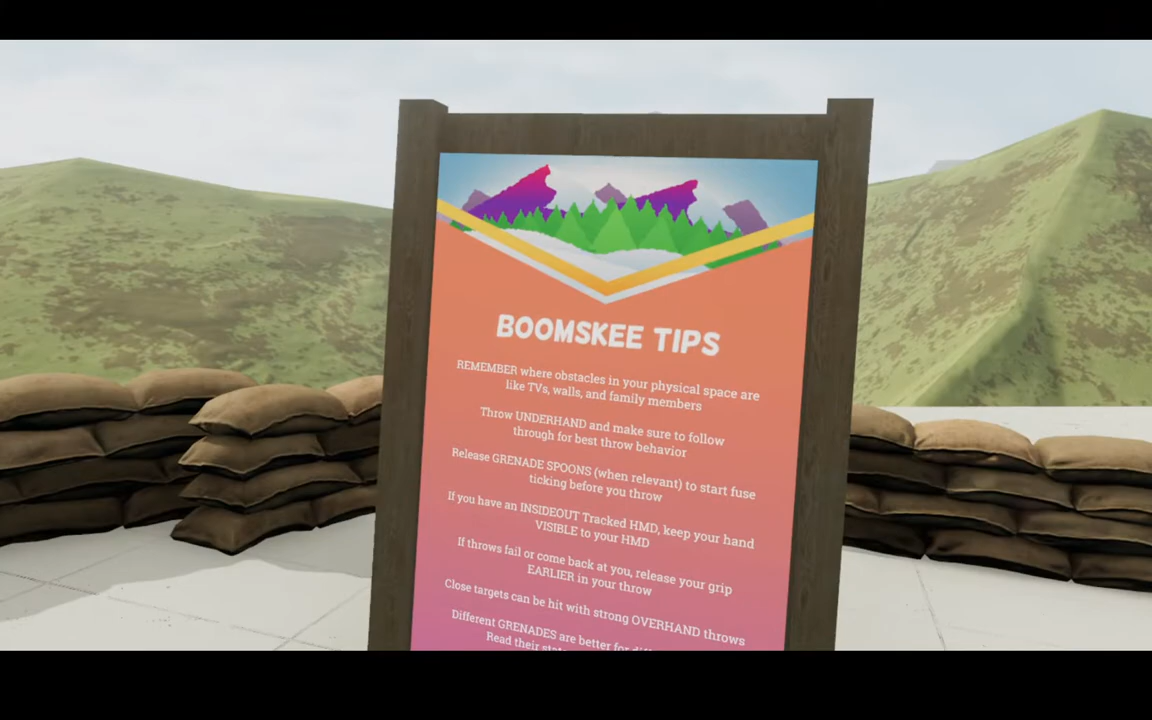 BOOMSKEE TIPS
REMEMBER where obstacles in your physical space are
like TVs, walls, and family members
Throw UNDERHAND and make sure to follow
through for best throw behavior
Release GRENADE SPOONS (when relevant) to start fuse
ticking before you throw
If you have an INSIDEOUT Tracked HMD, keep your hand
VISIBLE to your HMD
If throws fail or come back at you, release your grip
EARLIER in your throw
Close targets can be hit with strong OVERHAND throws
Different GRENADES are better for
Read their